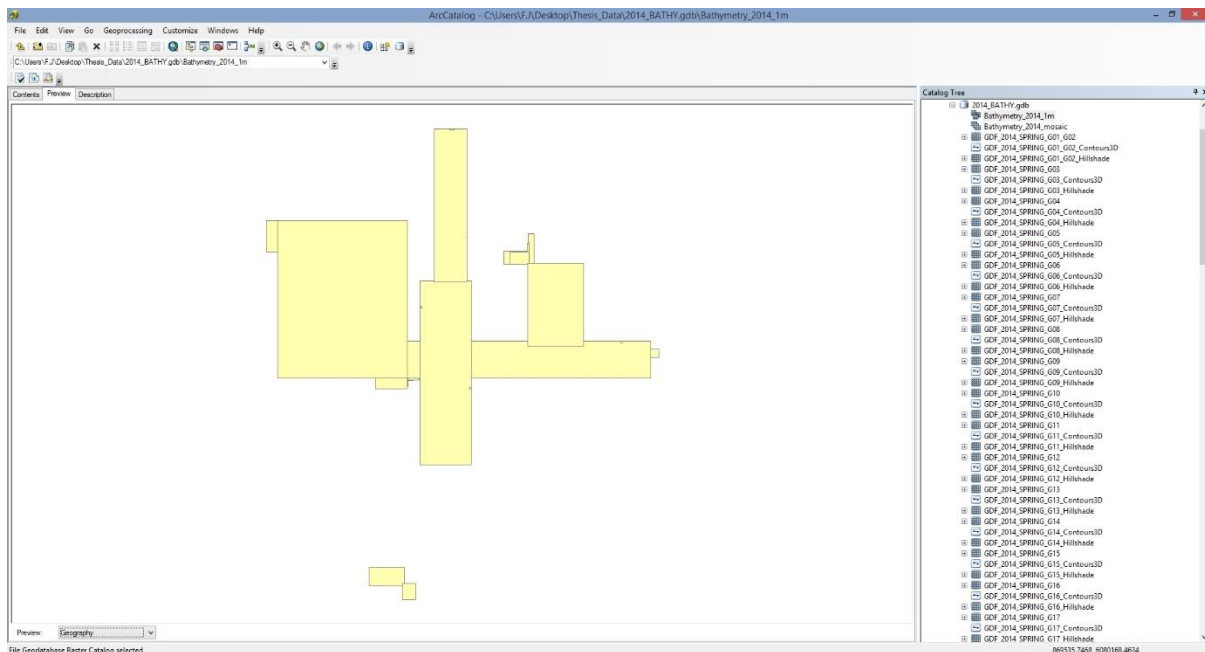 ArcCatalog - C:\Users\F.J\Desktop\Thesis_Data\2014_BATHY.gdb\Bathymetry_2014_1m
File Edit View Go Geoprocessing Customize Windows Help
C:\Users\F.J\Desktop\Thesis_Data\2014_BATHY.gdb\Bathymetry_2014_1m
Contents Preview Description
Catalog Tree
2014_BATHY.gdb
Bathymetry_2014_1m
Bathymetry_2014_mosaic
GDF_2014_SPRING_G01_G02
GDF_2014_SPRING_G01_G02_Contours3D
GDF_2014_SPRING_G01_G02_Hillshade
GDF_2014_SPRING_G03
GDF_2014_SPRING_G03_Contours3D
GDF_2014_SPRING_G03_Hillshade
GDF_2014_SPRING_G04
GDF_2014_SPRING_G04_Contours3D
GDF_2014_SPRING_G04_Hillshade
GDF_2014_SPRING_G05
GDF_2014_SPRING_G05_Contours3D
GDF_2014_SPRING_G05_Hillshade
GDF_2014_SPRING_G06
GDF_2014_SPRING_G06_Contours3D
GDF_2014_SPRING_G06_Hillshade
GDF_2014_SPRING_G07
GDF_2014_SPRING_G07_Contours3D
GDF_2014_SPRING_G07_Hillshade
GDF_2014_SPRING_G08
GDF_2014_SPRING_G08_Contours3D
GDF_2014_SPRING_G08_Hillshade
GDF_2014_SPRING_G09
GDF_2014_SPRING_G09_Contours3D
GDF_2014_SPRING_G09_Hillshade
GDF_2014_SPRING_G10
GDF_2014_SPRING_G10_Contours3D
GDF_2014_SPRING_G10_Hillshade
GDF_2014_SPRING_G11
GDF_2014_SPRING_G11_Contours3D
GDF_2014_SPRING_G11_Hillshade
GDF_2014_SPRING_G12
GDF_2014_SPRING_G12_Contours3D
GDF_2014_SPRING_G12_Hillshade
GDF_2014_SPRING_G13
GDF_2014_SPRING_G13_Contours3D
GDF_2014_SPRING_G13_Hillshade
GDF_2014_SPRING_G14
GDF_2014_SPRING_G14_Contours3D
GDF_2014_SPRING_G14_Hillshade
GDF_2014_SPRING_G15
GDF_2014_SPRING_G15_Contours3D
GDF_2014_SPRING_G15_Hillshade
GDF_2014_SPRING_G16
GDF_2014_SPRING_G16_Contours3D
GDF_2014_SPRING_G16_Hillshade
GDF_2014_SPRING_G17
GDF_2014_SPRING_G17_Contours3D
GDF_2014_SPRING_G17_Hillshade
Preview: Geography
File Geodatabase Raster Catalog selected
869535.7468 6080168.4634